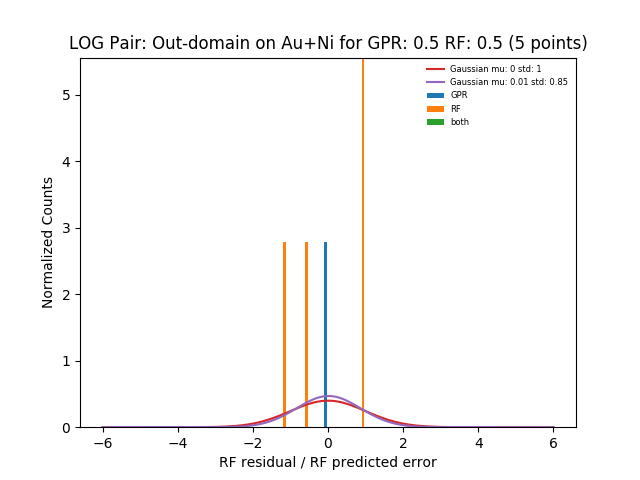 LOG Pair: Out-domain on Au+Ni for GPR: 0.5 RF: 0.5 (5 points)
Gaussian mu: 0 std: 1
Gaussian mu: 0.01 std: 0.85
GPR
RF
both
Normalized Counts
5
4
3
2
1
0
−6 −4 −2 0 2 4 6
RF residual / RF predicted error